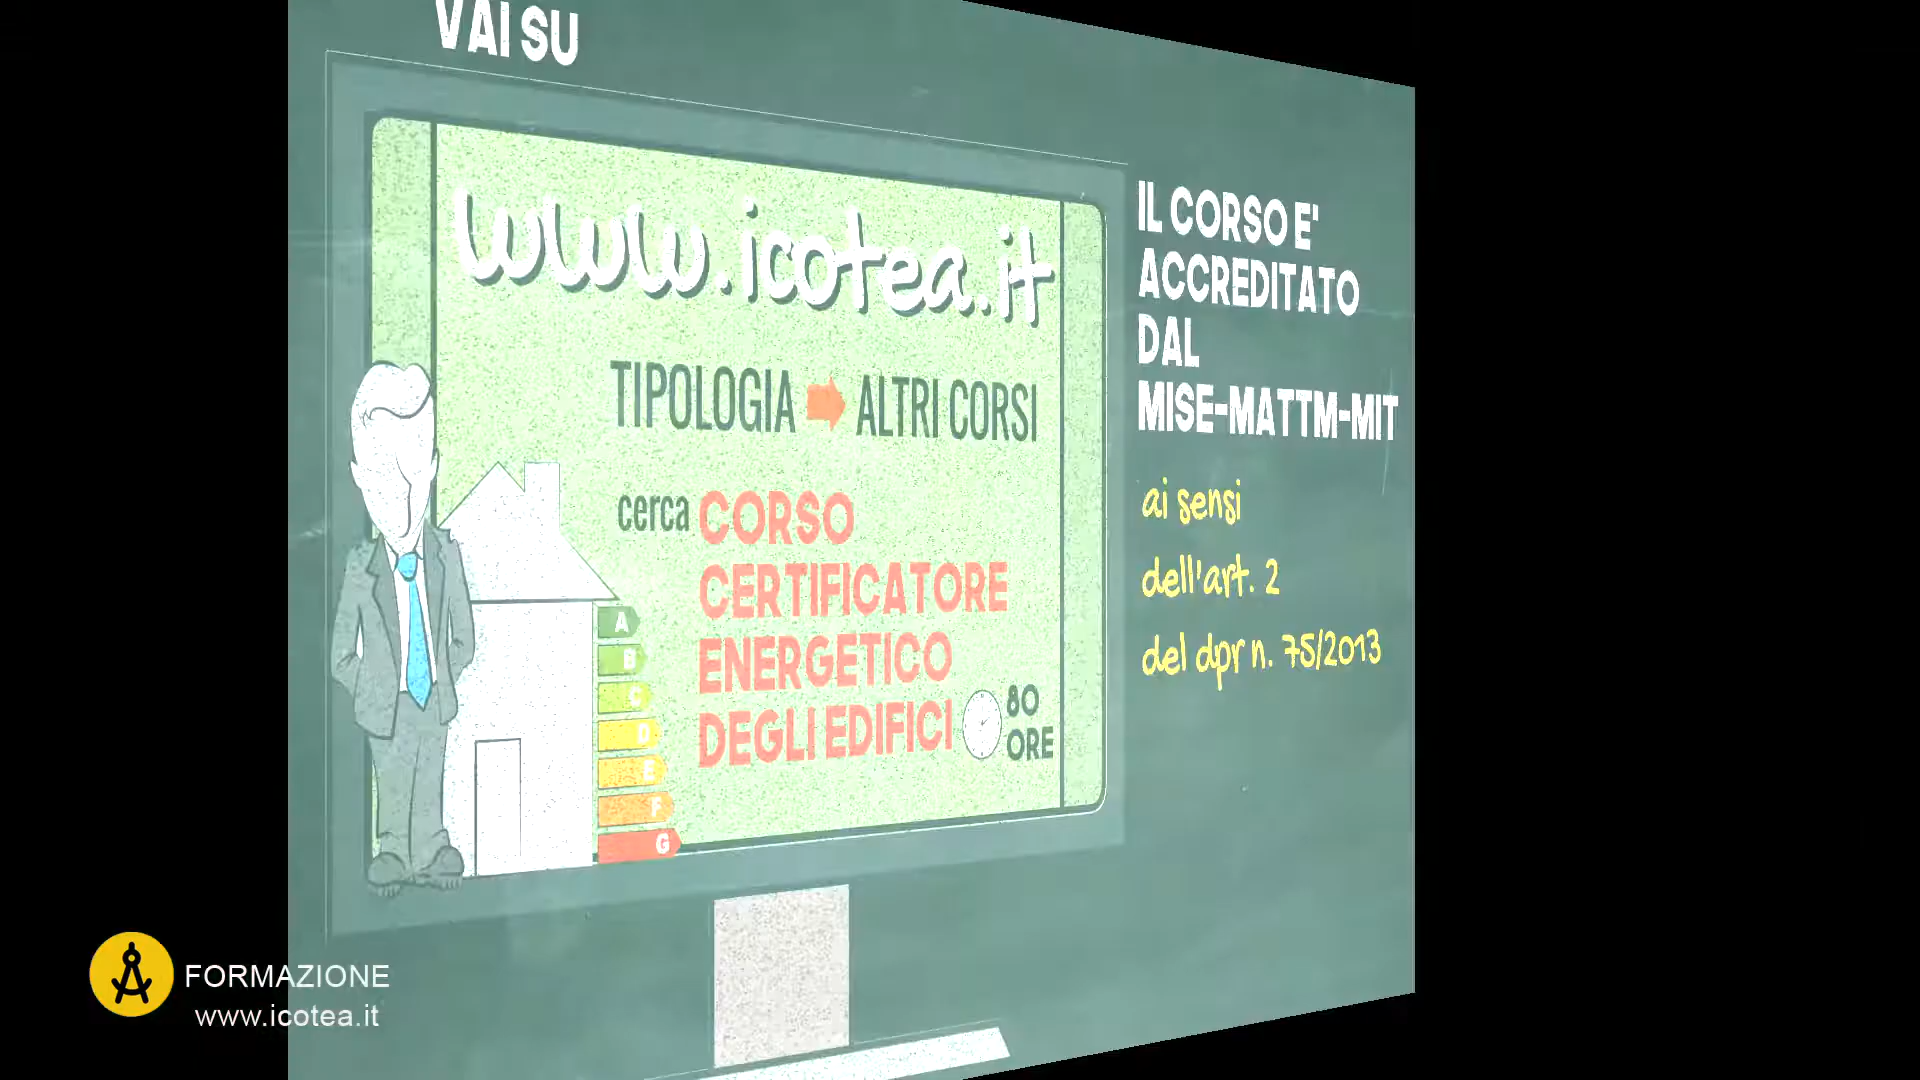 VAI SU
www.icotea.it
TIPOLOGIA ALTRI CORSI
cerca CORSO
CERTIFICATORE
ENERGETICO
DEGLI EDIFICI
80
ORE
A
B
C
D
E
F
G
IL CORSO E'
ACCREDITATO
DAL
MISE-MATTM-MIT
ai sensi
dell'art. 2
del dpr n. 75/2013
FORMAZIONE
www.icotea.it